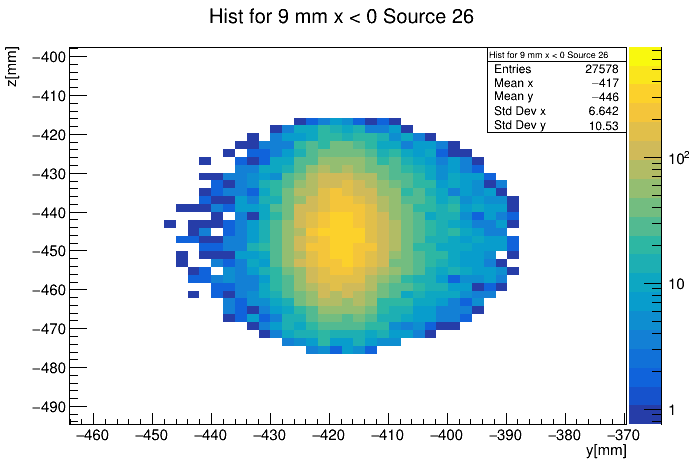 Hist for 9 mm x < 0 Source 26
z[mm]
Hist for 9 mm x < 0 Source 26
Entries 27578
Mean x −417
Mean y −446
Std Dev x 6.642
Std Dev y 10.53
−400
−410
−420
−430
−440
−450
−460
−470
−480
−490
10²
10
1
−460 −450 −440 −430 −420 −410 −400 −390 −380 −370
y[mm]